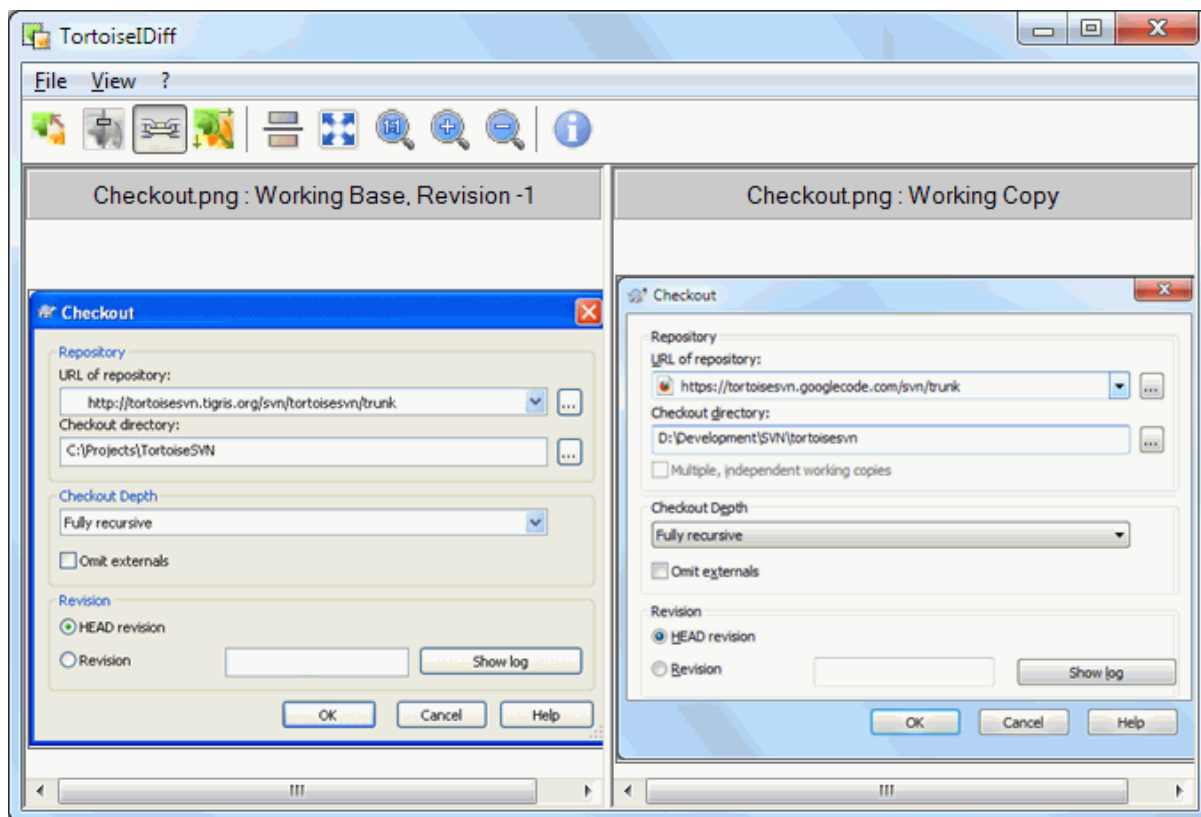 TortoiseIDiff
File View ?
1:1
Checkout.png : Working Base, Revision -1
Checkout
Repository
URL of repository:
http://tortoisesvn.tigris.org/svn/tortoisesvn/trunk
...
Checkout directory:
C:\Projects\TortoiseSVN
...
Checkout Depth
Fully recursive
Omit externals
Revision
HEAD revision
Revision
Show log
OK Cancel Help
Checkout.png : Working Copy
Checkout
Repository
URL of repository:
https://tortoisesvn.googlecode.com/svn/trunk
...
Checkout directory:
D:\Development\SVN\tortoisesvn
...
Multiple, independent working copies
Checkout Depth
Fully recursive
Omit externals
Revision
HEAD revision
Revision
Show log
OK Cancel Help